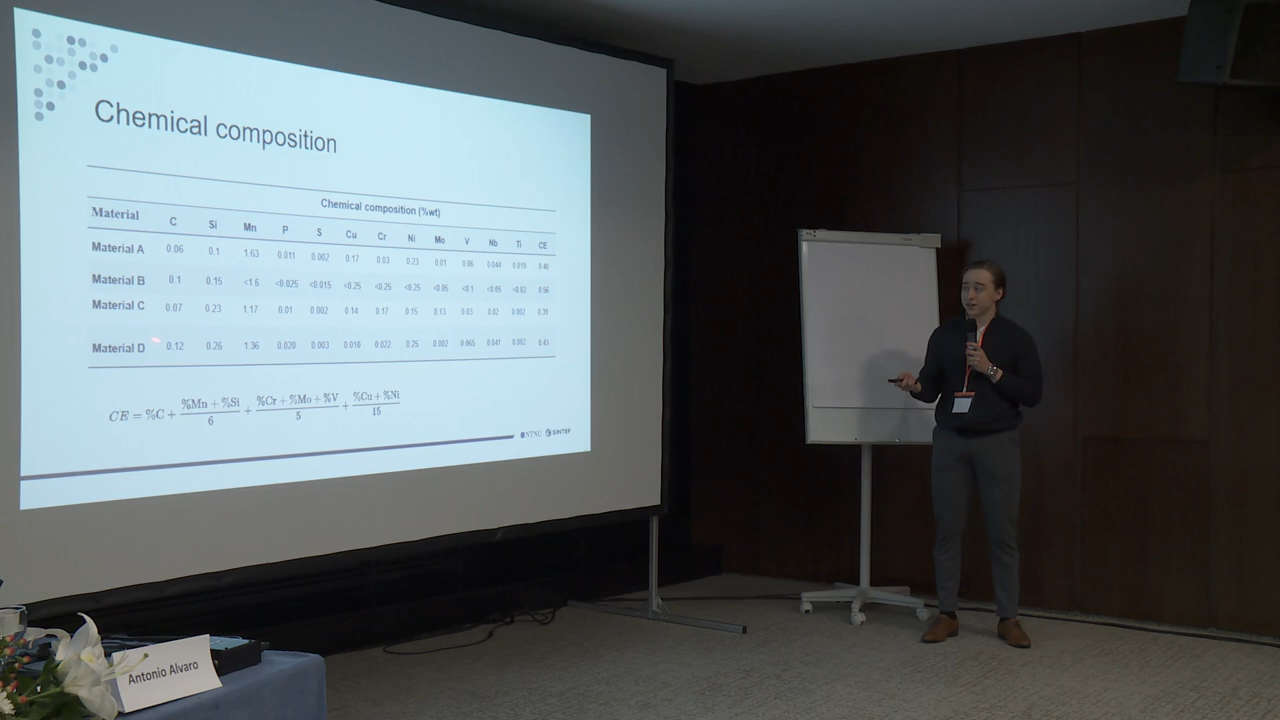 Chemical composition
Chemical composition (%wt)
Material C Si Mn P S Cu Cr Ni Mo V Nb Ti CE
Material A 0.06 0.1 1.63 0.011 0.002 0.17 0.03 0.23 0.01 0.06 0.044 0.019 0.40
Material B 0.1 0.15 <1.6 <0.025 <0.015 <0.25 <0.25 <0.25 <0.05 <0.1 <0.05 <0.02 0.56
Material C 0.07 0.23 1.17 0.01 0.002 0.14 0.17 0.15 0.13 0.03 0.02 0.002 0.39
Material D 0.12 0.26 1.36 0.020 0.003 0.010 0.022 0.25 0.002 0.065 0.041 0.002 0.43
CE = %C + %Mn + %Si / 6 + %Cr + %Mo + %V / 5 + %Cu + %Ni / 15
NTNU SINTEF
Antonio Alvaro